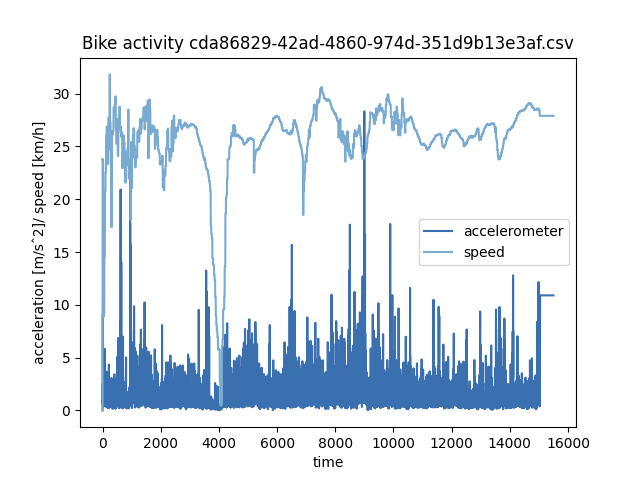 Bike activity cda86829-42ad-4860-974d-351d9b13e3af.csv
acceleration [m/s^2]/ speed [km/h]
30
25
20
15
10
5
0
accelerometer
speed
0 2000 4000 6000 8000 10000 12000 14000 16000
time